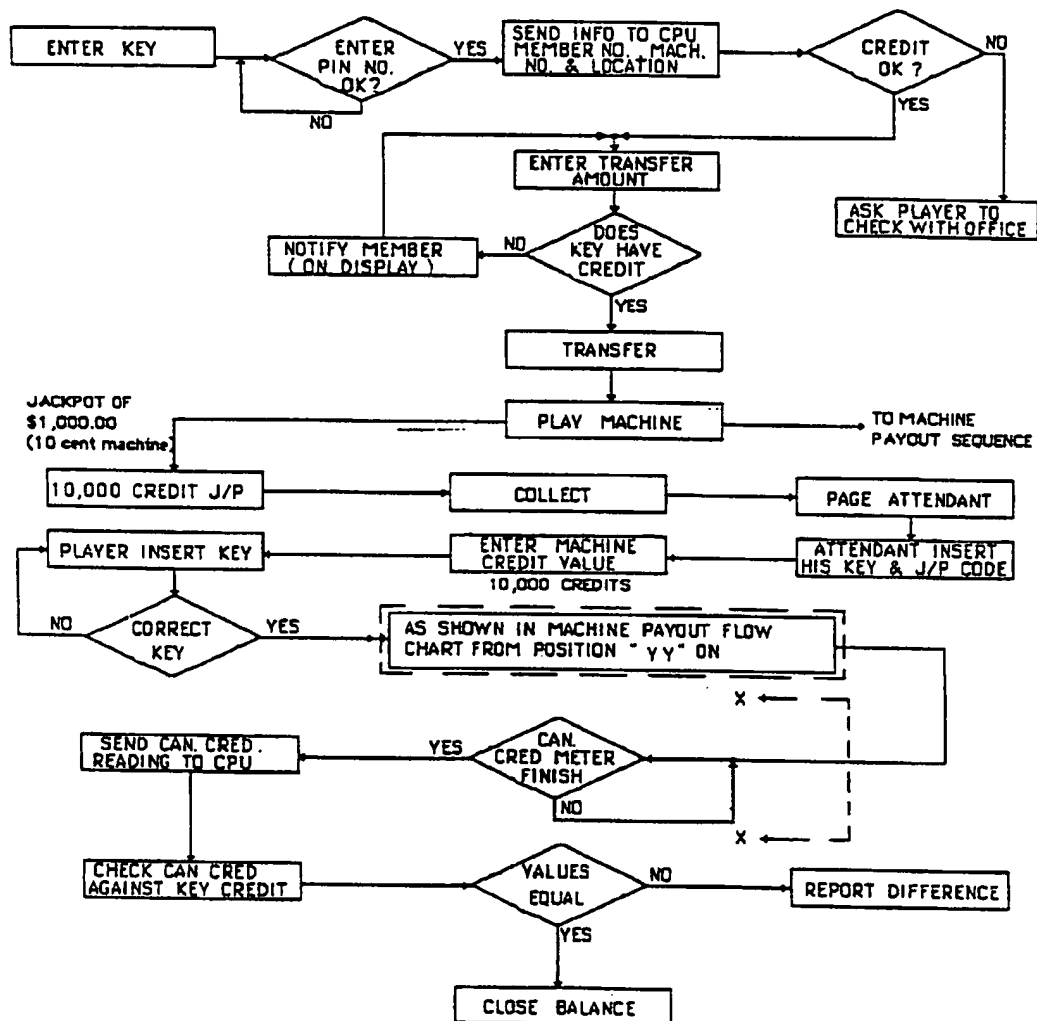 ENTER KEY
ENTER
PIN NO.
OK?
YES
NO
SEND INFO TO CPU
MEMBER NO., MACH.
NO. & LOCATION
CREDIT
OK ?
NO
YES
ENTER TRANSFER
AMOUNT
ASK PLAYER TO
CHECK WITH OFFICE
DOES
KEY HAVE
CREDIT
NO
NOTIFY MEMBER
( ON DISPLAY )
YES
TRANSFER
JACKPOT OF
$1,000.00
(10 cent machine)
PLAY MACHINE
TO MACHINE
PAYOUT SEQUENCE
10,000 CREDIT J/P
COLLECT
PAGE ATTENDANT
PLAYER INSERT KEY
ENTER MACHINE
CREDIT VALUE
10,000 CREDITS
ATTENDANT INSERT
HIS KEY & J/P CODE
NO
CORRECT
KEY
YES
AS SHOWN IN MACHINE PAYOUT FLOW
CHART FROM POSITION " YY" ON
X
SEND CAN. CRED.
READING TO CPU
YES
CAN.
CRED METER
FINISH
NO
X
CHECK CAN CRED
AGAINST KEY CREDIT
VALUES
EQUAL
NO
REPORT DIFFERENCE
YES
CLOSE BALANCE